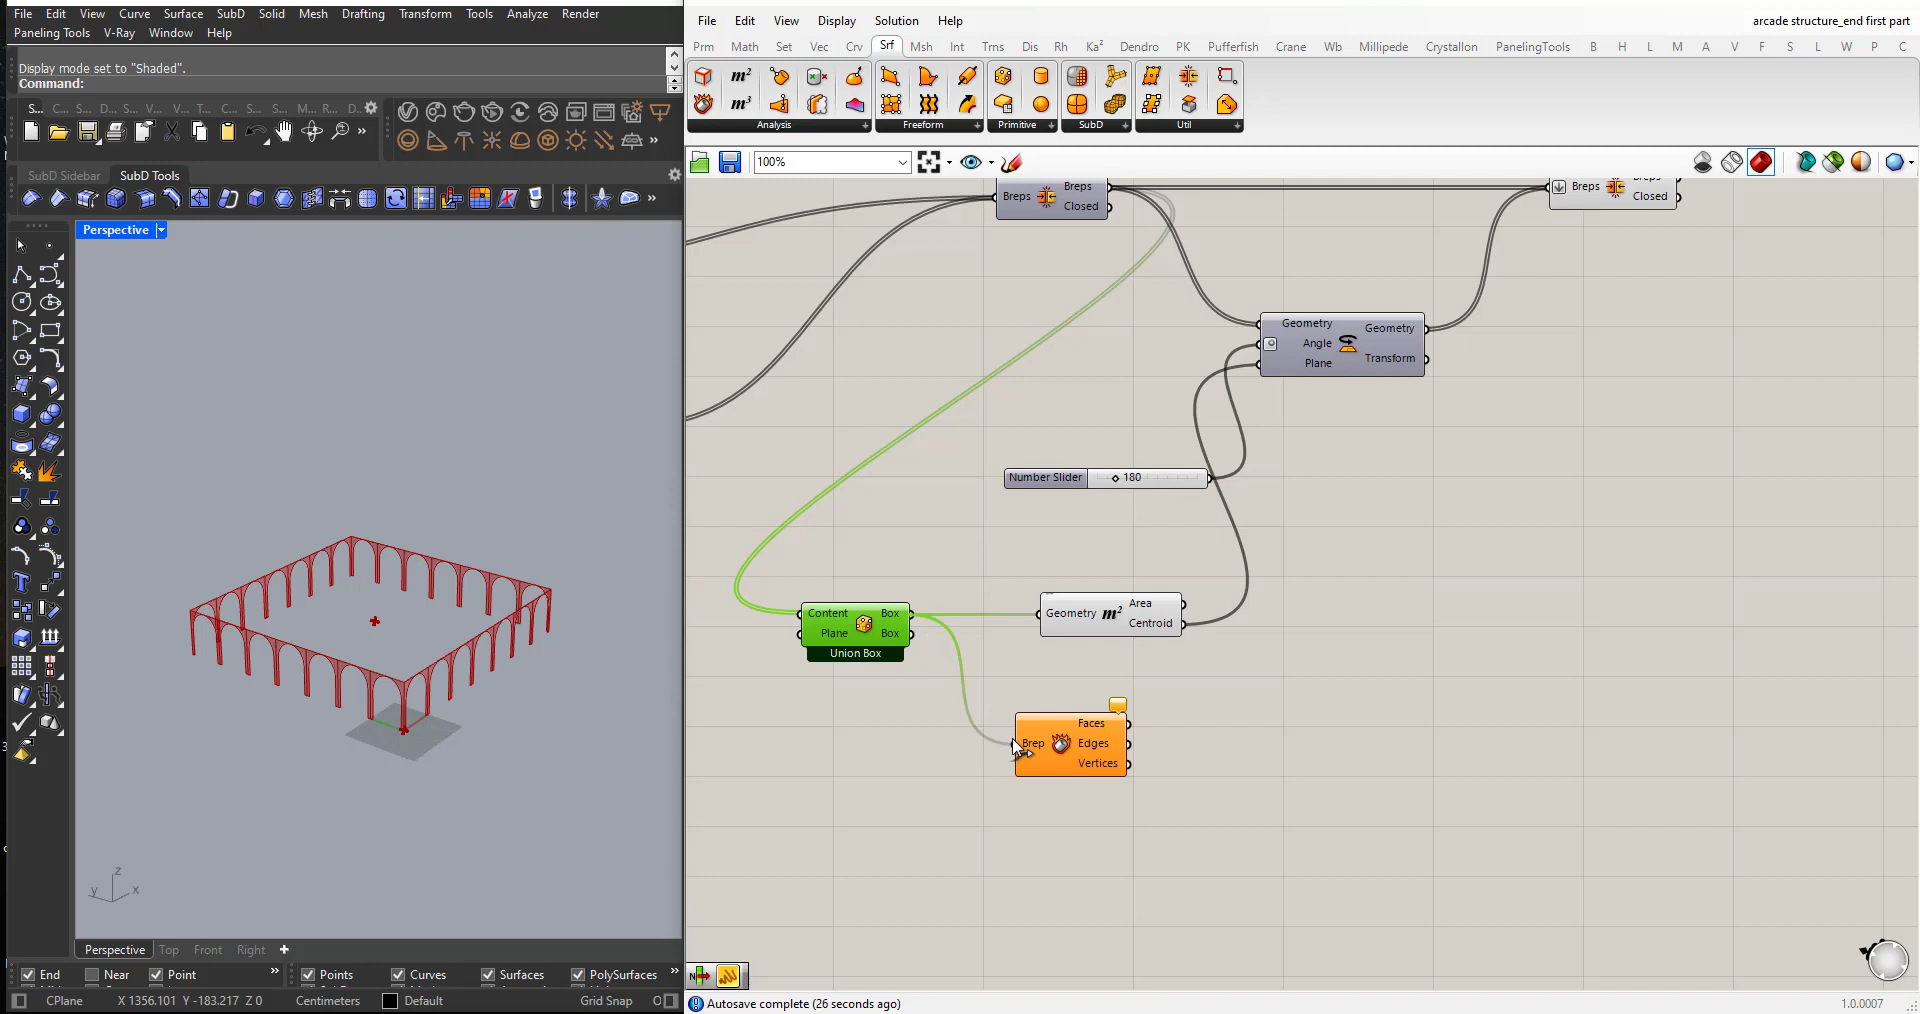 File Edit View Curve Surface SubD Solid Mesh Drafting Transform Tools Analyze Render
Paneling Tools V-Ray Window Help
Display mode set to "Shaded".
Command:
S... C... S... D... S... V... V... T... C... S... S... M... R... D...
SubD Sidebar SubD Tools
Perspective
z
y x
Perspective Top Front Right
End Near Point Points Curves Surfaces PolySurfaces
CPlane X 1356.101 Y -183.217 Z 0 Centimeters Default Grid Snap O
File Edit View Display Solution Help arcade structure_end first part
Prm Math Set Vec Crv Srf Msh Int Trns Dis Rh Ka² Dendro PK Pufferfish Crane Wb Millipede Crystallon PanelingTools B H L M A V F S L W P C
m²
m³
Analysis Freeform Primitive SubD Util
100%
Breps Breps Closed
Breps Breps Closed
Geometry Angle Plane Geometry Transform
Number Slider 180
Content Plane Box Box
Union Box
Geometry m² Area Centroid
Brep Faces Edges Vertices
Autosave complete (26 seconds ago) 1.0.0007